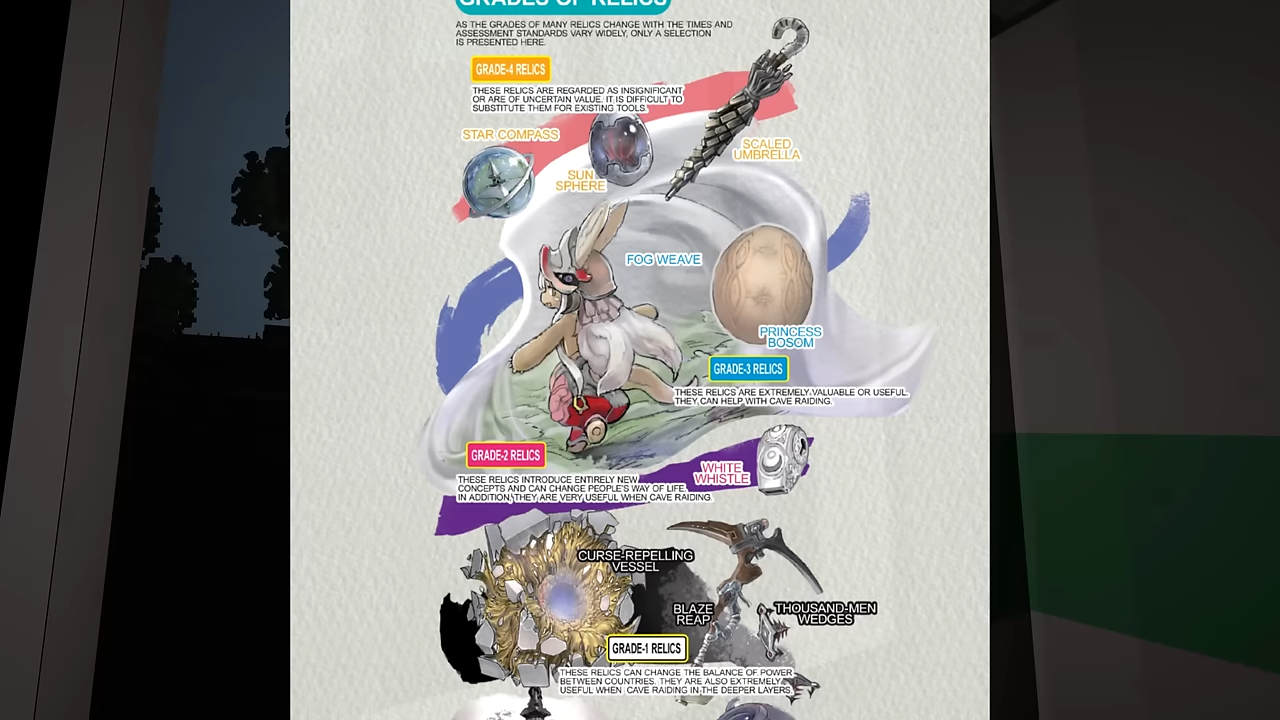 GRADES OF RELICS
AS THE GRADES OF MANY RELICS CHANGE WITH THE TIMES AND
ASSESSMENT STANDARDS VARY WIDELY, ONLY A SELECTION
IS PRESENTED HERE.
GRADE-4 RELICS
THESE RELICS ARE REGARDED AS INSIGNIFICANT
OR ARE OF UNCERTAIN VALUE. IT IS DIFFICULT TO
SUBSTITUTE THEM FOR EXISTING TOOLS.
STAR COMPASS
SUN
SPHERE
SCALED
UMBRELLA
FOG WEAVE
PRINCESS
BOSOM
GRADE-3 RELICS
THESE RELICS ARE EXTREMELY VALUABLE OR USEFUL.
THEY CAN HELP WITH CAVE RAIDING.
GRADE-2 RELICS
THESE RELICS INTRODUCE ENTIRELY NEW
CONCEPTS AND CAN CHANGE PEOPLE'S WAY OF LIFE.
IN ADDITION, THEY ARE VERY USEFUL WHEN CAVE RAIDING.
WHITE
WHISTLE
CURSE-REPELLING
VESSEL
BLAZE
REAP
THOUSAND-MEN
WEDGES
GRADE-1 RELICS
THESE RELICS CAN CHANGE THE BALANCE OF POWER
BETWEEN COUNTRIES. THEY ARE ALSO EXTREMELY
USEFUL WHEN CAVE RAIDING IN THE DEEPER LAYERS.